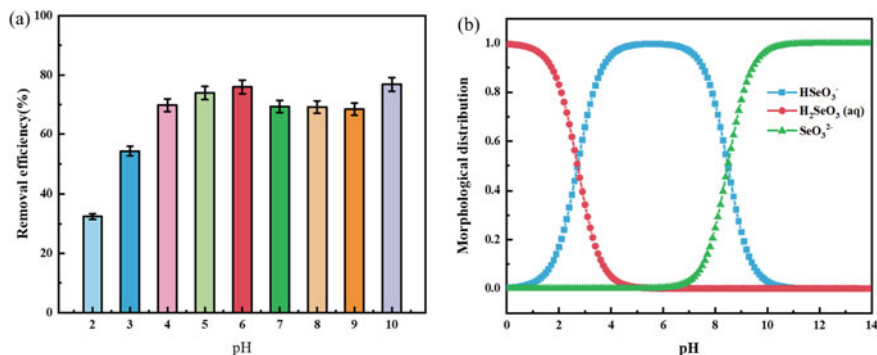 (a)
100
80
60
40
20
0
Removal efficiency(%)
2 3 4 5 6 7 8 9 10
pH
(b)
1.0
0.8
0.6
0.4
0.2
0.0
Morphological distribution
HSeO₃⁻
H₂SeO₃ (aq)
SeO₃²⁻
0 2 4 6 8 10 12 14
pH